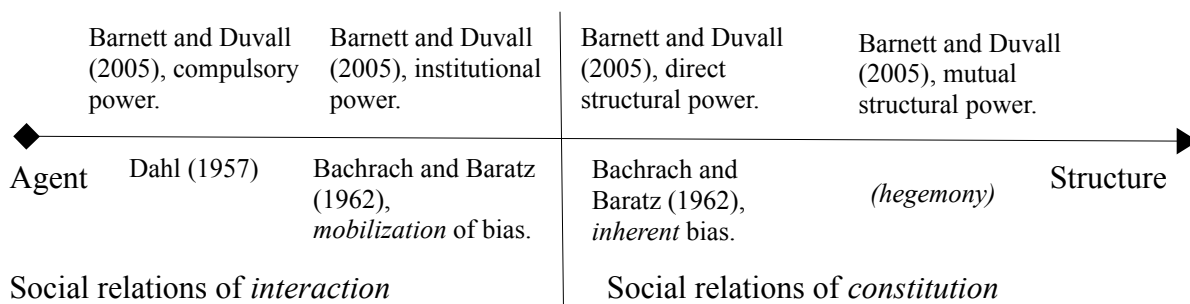 Barnett and Duvall
(2005), compulsory
power.
Barnett and Duvall
(2005), institutional
power.
Barnett and Duvall
(2005), direct
structural power.
Barnett and Duvall
(2005), mutual
structural power.
Agent
Dahl (1957)
Bachrach and Baratz
(1962),
mobilization of bias.
Bachrach and
Baratz (1962),
inherent bias.
(hegemony)
Structure
Social relations of interaction
Social relations of constitution